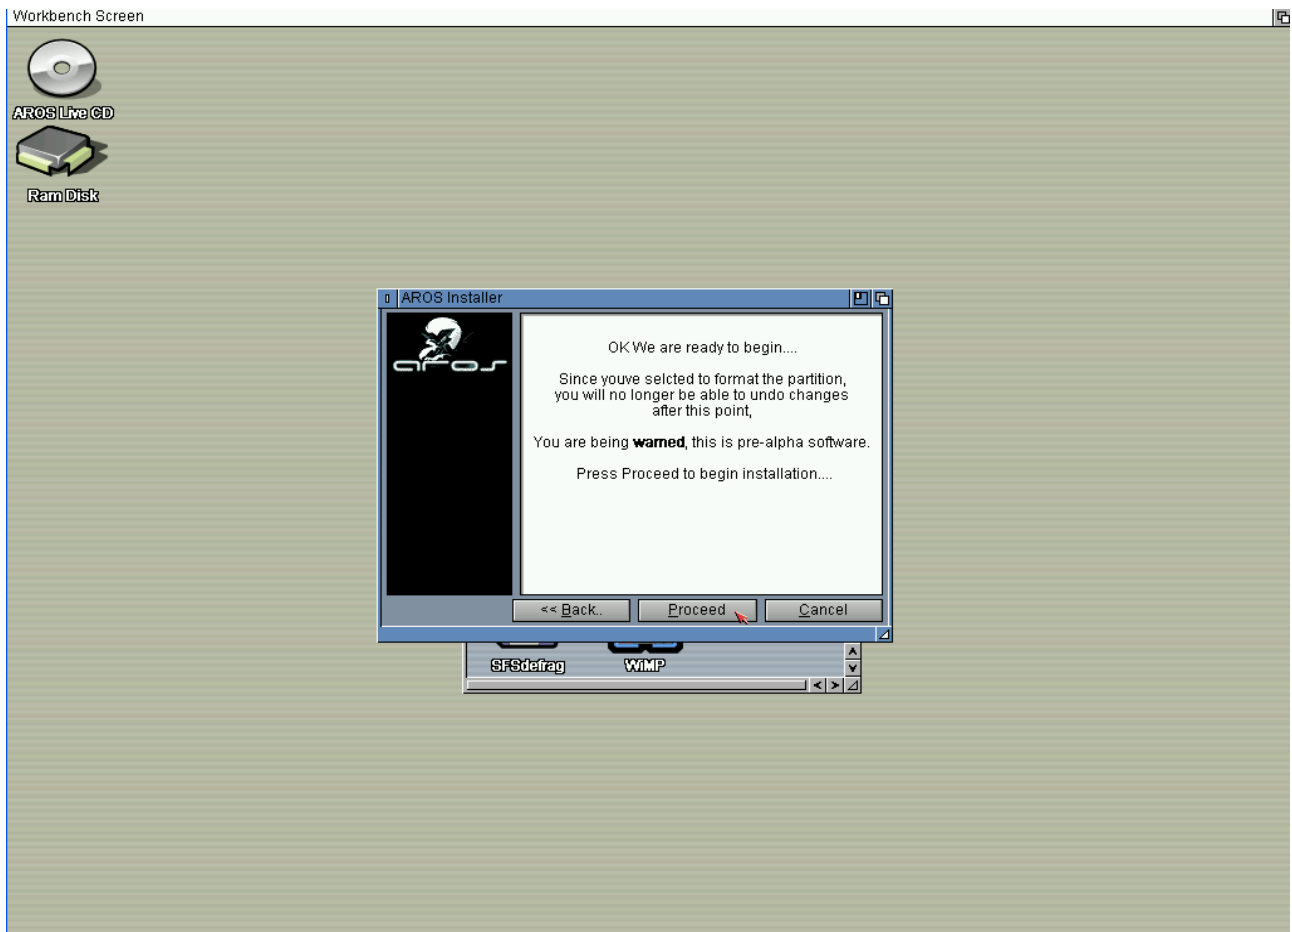 Workbench Screen
AROS Live CD
Ram Disk
AROS Installer
aros
OK We are ready to begin....
Since youve selcted to format the partition,
you will no longer be able to undo changes
after this point,
You are being warned, this is pre-alpha software.
Press Proceed to begin installation....
<< Back..
Proceed
Cancel
SFSdefrag
WiMP